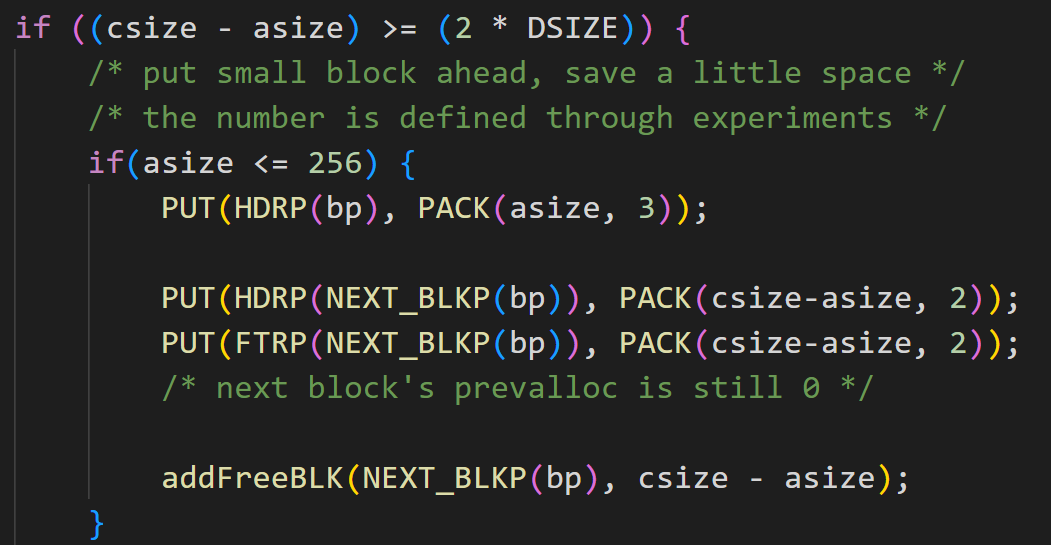 if ((csize - asize) >= (2 * DSIZE)) {
/* put small block ahead, save a little space */
/* the number is defined through experiments */
if(asize <= 256) {
PUT(HDRP(bp), PACK(asize, 3));
PUT(HDRP(NEXT_BLKP(bp)), PACK(csize-asize, 2));
PUT(FTRP(NEXT_BLKP(bp)), PACK(csize-asize, 2));
/* next block's prevalloc is still 0 */
addFreeBLK(NEXT_BLKP(bp), csize - asize);
}